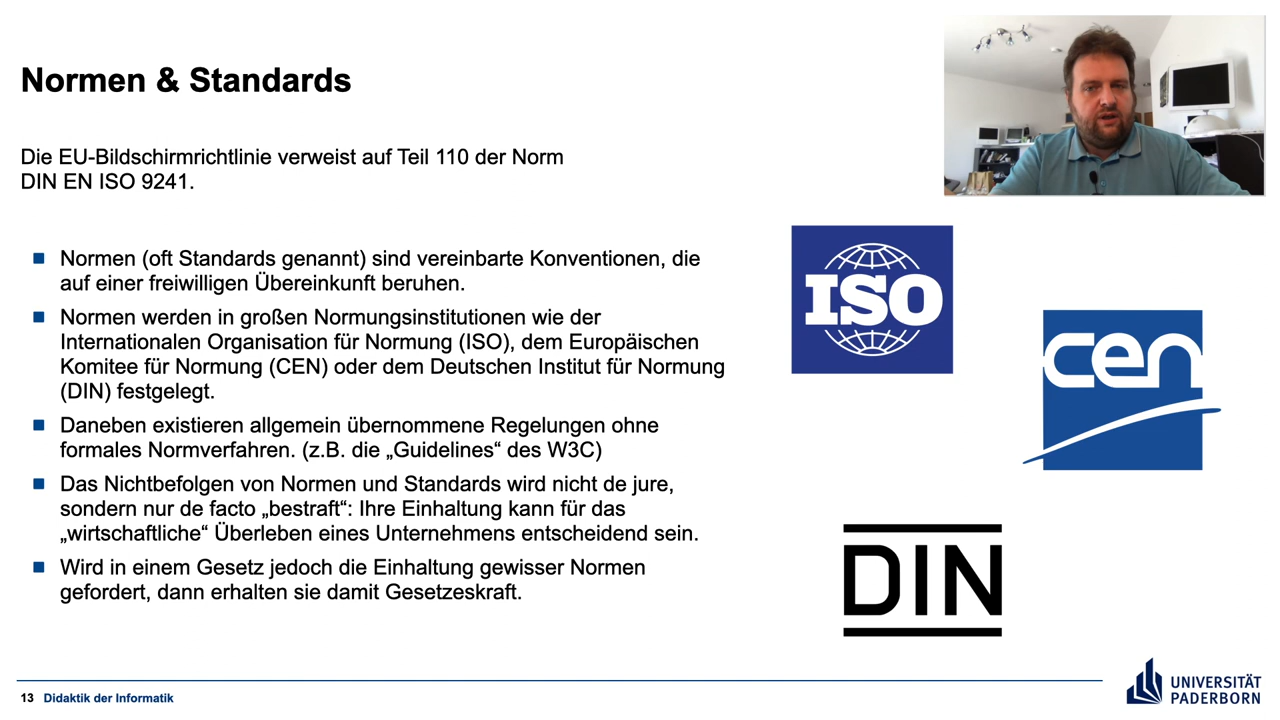 Normen & Standards
Die EU-Bildschirmrichtlinie verweist auf Teil 110 der Norm
DIN EN ISO 9241.
Normen (oft Standards genannt) sind vereinbarte Konventionen, die
auf einer freiwilligen Übereinkunft beruhen.
Normen werden in großen Normungsinstitutionen wie der
Internationalen Organisation für Normung (ISO), dem Europäischen
Komitee für Normung (CEN) oder dem Deutschen Institut für Normung
(DIN) festgelegt.
Daneben existieren allgemein übernommene Regelungen ohne
formales Normverfahren. (z.B. die „Guidelines“ des W3C)
Das Nichtbefolgen von Normen und Standards wird nicht de jure,
sondern nur de facto „bestraft“: Ihre Einhaltung kann für das
„wirtschaftliche“ Überleben eines Unternehmens entscheidend sein.
Wird in einem Gesetz jedoch die Einhaltung gewisser Normen
gefordert, dann erhalten sie damit Gesetzeskraft.
ISO
cen
DIN
13 Didaktik der Informatik
UNIVERSITÄT
PADERBORN